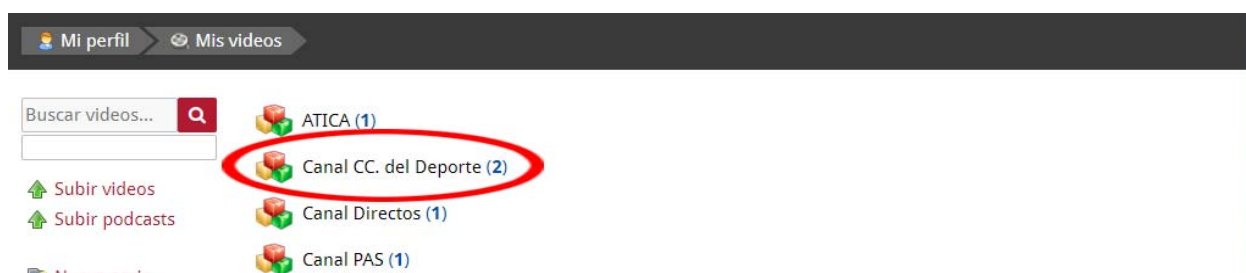 Mi perfil
Mis videos
Buscar videos...
Subir videos
Subir podcasts
ATICA (1)
Canal CC. del Deporte (2)
Canal Directos (1)
Canal PAS (1)